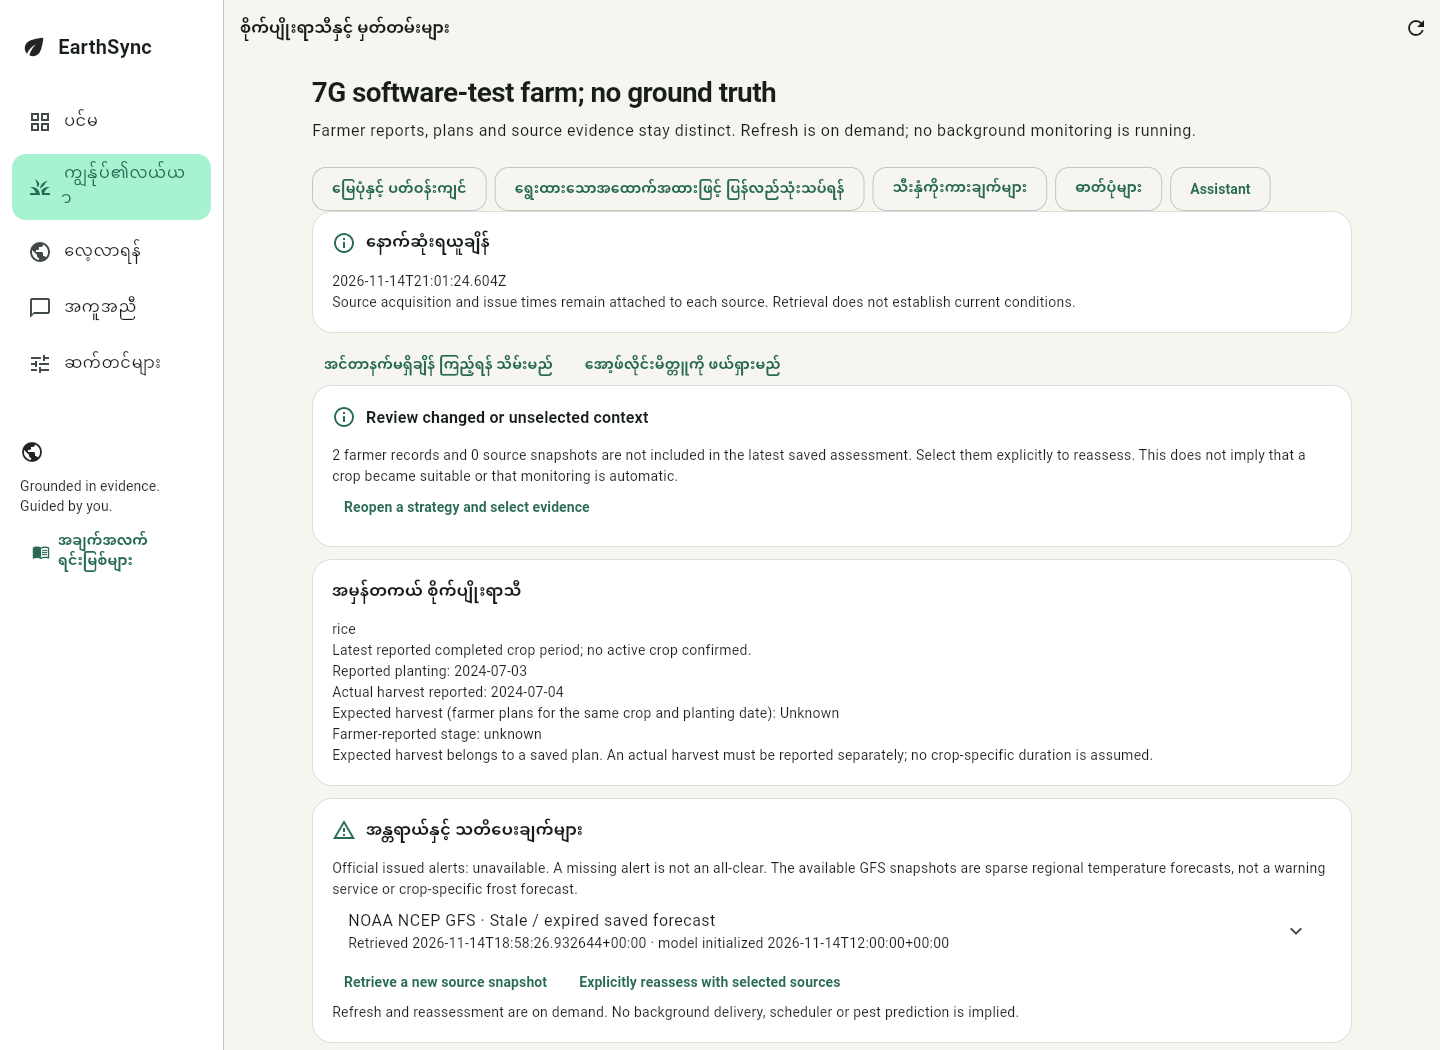 EarthSync
ပင်မ
ကျွန်ုပ်၏လယ်ယ
ာ
လေ့လာရန်
အကူအညီ
ဆက်တင်များ
Grounded in evidence.
Guided by you.
အချက်အလက်
ရင်းမြစ်များ
စိုက်ပျိုးရာသီနှင့် မှတ်တမ်းများ
7G software-test farm; no ground truth
Farmer reports, plans and source evidence stay distinct. Refresh is on demand; no background monitoring is running.
မြေပုံနှင့် ပတ်ဝန်းကျင်
ရွေးထားသောအထောက်အထားဖြင့် ပြန်လည်သုံးသပ်ရန်
သီးနှံကိုးကားချက်များ
ဓာတ်ပုံများ
Assistant
နောက်ဆုံးရယူချိန်
2026-11-14T21:01:24.604Z
Source acquisition and issue times remain attached to each source. Retrieval does not establish current conditions.
အင်တာနက်မရှိချိန် ကြည့်ရန် သိမ်းမည်
အော့ဖ်လိုင်းမိတ္တူကို ဖယ်ရှားမည်
Review changed or unselected context
2 farmer records and 0 source snapshots are not included in the latest saved assessment. Select them explicitly to reassess. This does not imply that a
crop became suitable or that monitoring is automatic.
Reopen a strategy and select evidence
အမှန်တကယ် စိုက်ပျိုးရာသီ
rice
Latest reported completed crop period; no active crop confirmed.
Reported planting: 2024-07-03
Actual harvest reported: 2024-07-04
Expected harvest (farmer plans for the same crop and planting date): Unknown
Farmer-reported stage: unknown
Expected harvest belongs to a saved plan. An actual harvest must be reported separately; no crop-specific duration is assumed.
အန္တရာယ်နှင့် သတိပေးချက်များ
Official issued alerts: unavailable. A missing alert is not an all-clear. The available GFS snapshots are sparse regional temperature forecasts, not a warning
service or crop-specific frost forecast.
NOAA NCEP GFS · Stale / expired saved forecast
Retrieved 2026-11-14T18:58:26.932644+00:00 · model initialized 2026-11-14T12:00:00+00:00
Retrieve a new source snapshot
Explicitly reassess with selected sources
Refresh and reassessment are on demand. No background delivery, scheduler or pest prediction is implied.